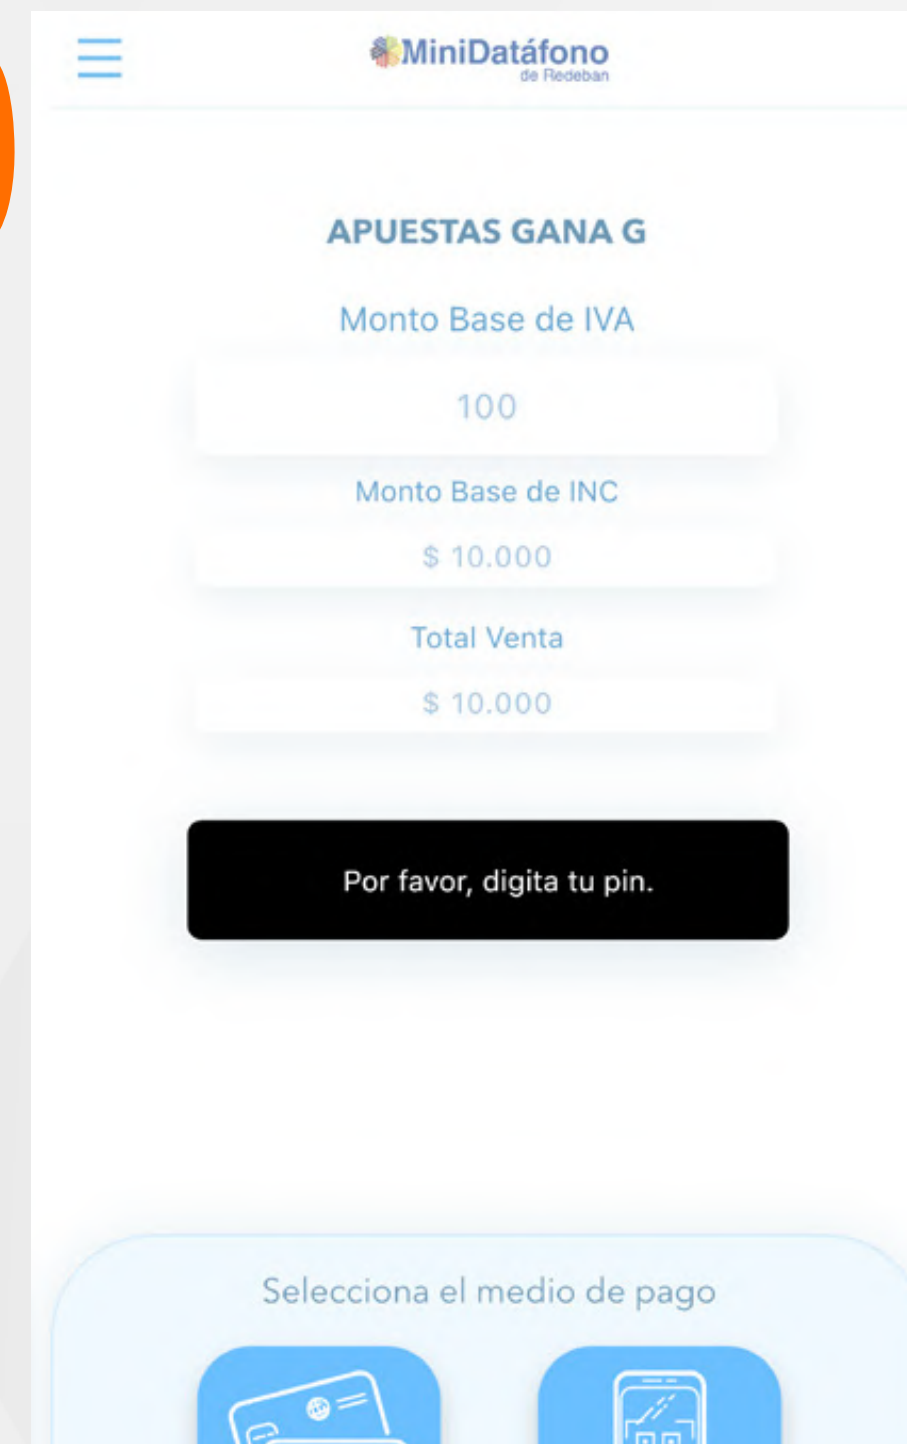 MiniDatáfono
de Redeban
APUESTAS GANA G
Monto Base de IVA
100
Monto Base de INC
$ 10.000
Total Venta
$ 10.000
Por favor, digita tu pin.
Selecciona el medio de pago